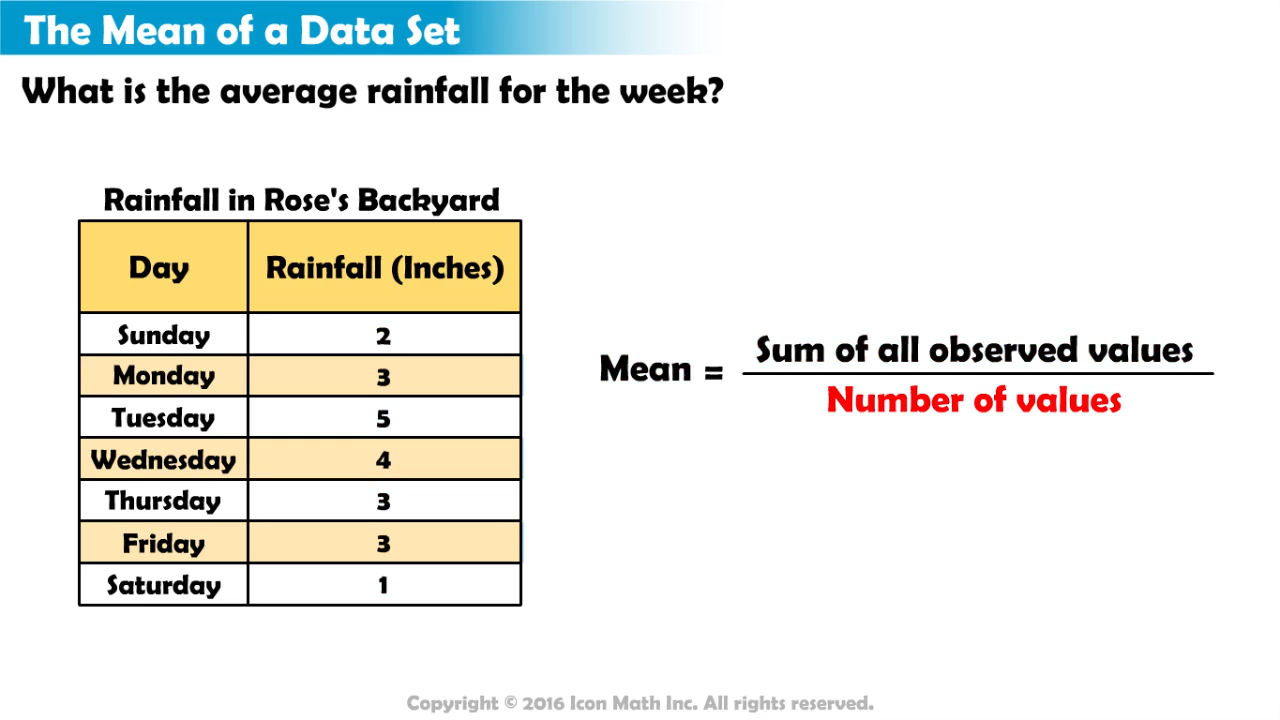 The Mean of a Data Set
What is the average rainfall for the week?
Rainfall in Rose's Backyard
Day Rainfall (Inches)
Sunday 2
Monday 3
Tuesday 5
Wednesday 4
Thursday 3
Friday 3
Saturday 1
Sum of all observed values
Mean =
Number of values
Copyright © 2016 Icon Math Inc. All rights reserved.